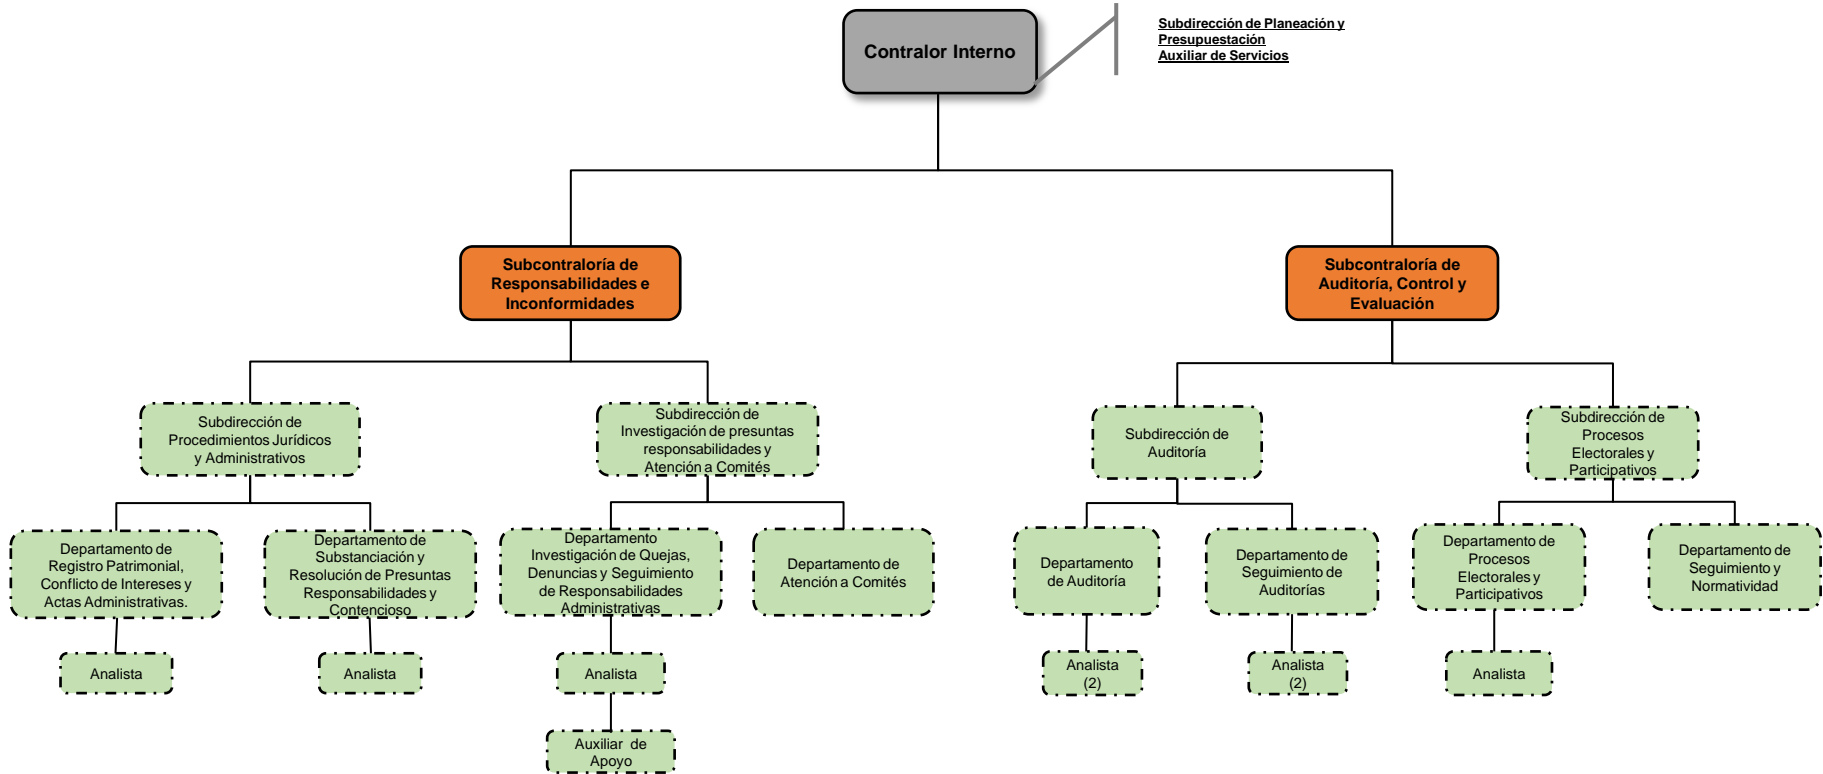 Contralor Interno
Subdirección de Planeación y
Presupuestación
Auxiliar de Servicios
Subcontraloría de
Responsabilidades e
Inconformidades
Subcontraloría de
Auditoría, Control y
Evaluación
Subdirección de
Procedimientos Jurídicos
y Administrativos
Subdirección de
Investigación de presuntas
responsabilidades y
Atención a Comités
Subdirección de
Auditoría
Subdirección de
Procesos
Electorales y
Participativos
Departamento de
Registro Patrimonial,
Conflicto de Intereses y
Actas Administrativas.
Departamento de
Substanciación y
Resolución de Presuntas
Responsabilidades y
Contencioso
Departamento
Investigación de Quejas,
Denuncias y Seguimiento
de Responsabilidades
Administrativas
Departamento de
Atención a Comités
Departamento
de Auditoría
Departamento de
Seguimiento de
Auditorías
Departamento de
Procesos
Electorales y
Participativos
Departamento de
Seguimiento y
Normatividad
Analista
Analista
Analista
Analista
(2)
Analista
(2)
Analista
Auxiliar de
Apoyo